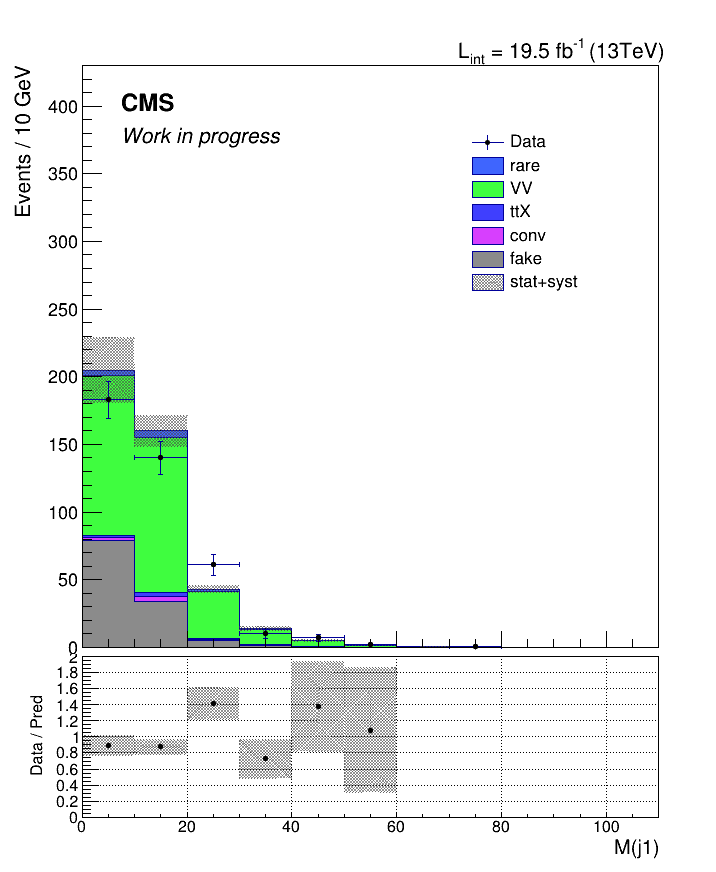 L_int = 19.5 fb^-1 (13TeV)
Events / 10 GeV
CMS
Work in progress
Data
rare
VV
ttX
conv
fake
stat+syst
400
350
300
250
200
150
100
50
0
Data / Pred
2
1.8
1.6
1.4
1.2
1
0.8
0.6
0.4
0.2
0
0 20 40 60 80 100
M(j1)